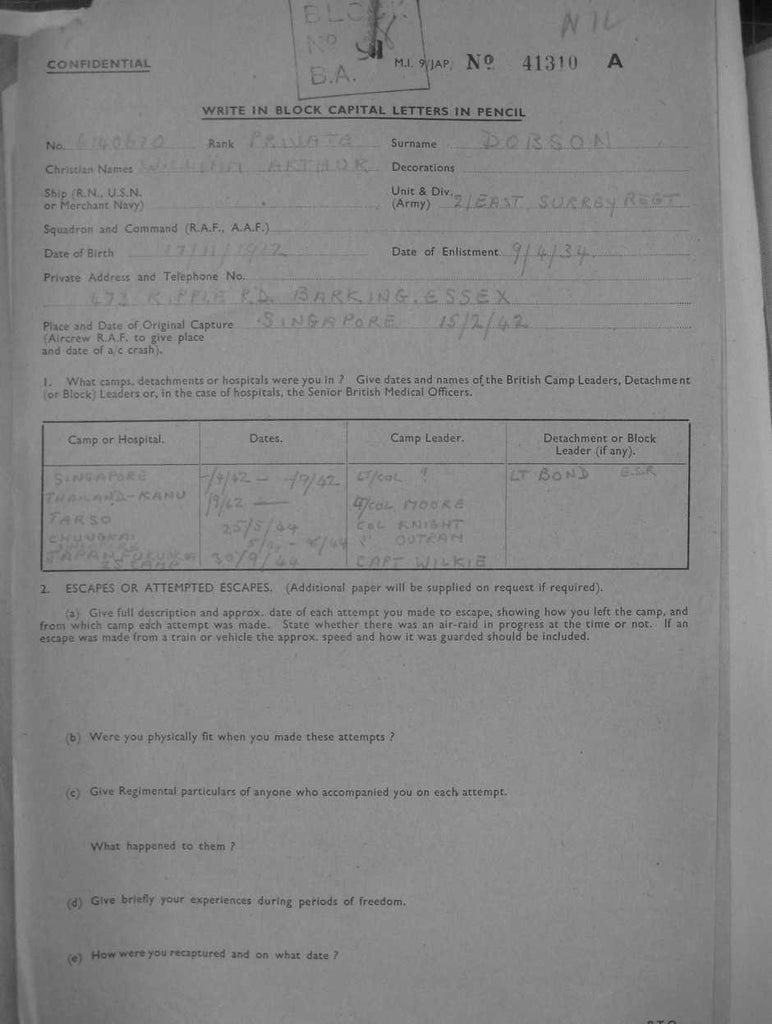 BLOCK
NIL
No
B.A.
CONFIDENTIAL M.I. 9/JAP. No 41310 A
WRITE IN BLOCK CAPITAL LETTERS IN PENCIL
No. 6140670 Rank PRIVATE Surname DOBSON
Christian Names WILLIAM ARTHUR Decorations
Ship (R.N., U.S.N. or Merchant Navy) Unit & Div. (Army) 2/EAST SURREY REGT
Squadron and Command (R.A.F., A.A.F.)
Date of Birth 17/11/1912 Date of Enlistment 9/4/34
Private Address and Telephone No.
473 RIPPLE RD. BARKING. ESSEX
Place and Date of Original Capture SINGAPORE 15/2/42
(Aircrew R.A.F. to give place
and date of a/c crash).
1. What camps, detachments or hospitals were you in ? Give dates and names of the British Camp Leaders, Detachment
(or Block) Leaders or, in the case of hospitals, the Senior British Medical Officers.
Camp or Hospital. Dates. Camp Leader. Detachment or Block
Leader (if any).
SINGAPORE LT/COL ? LT BOND E.S.R
THAILAND-KANU /9/42 — LT/COL MOORE
TARSO 25/5/44 COL KNIGHT
CHUNGKAI " OUTRAM
JAPAN FUKUOKA 30/9/44 CAPT WILKIE
25 CAMP
2. ESCAPES OR ATTEMPTED ESCAPES. (Additional paper will be supplied on request if required).
(a) Give full description and approx. date of each attempt you made to escape, showing how you left the camp, and
from which camp each attempt was made. State whether there was an air-raid in progress at the time or not. If an
escape was made from a train or vehicle the approx. speed and how it was guarded should be included.
(b) Were you physically fit when you made these attempts ?
(c) Give Regimental particulars of anyone who accompanied you on each attempt.
What happened to them ?
(d) Give briefly your experiences during periods of freedom.
(e) How were you recaptured and on what date ?
P.T.O.